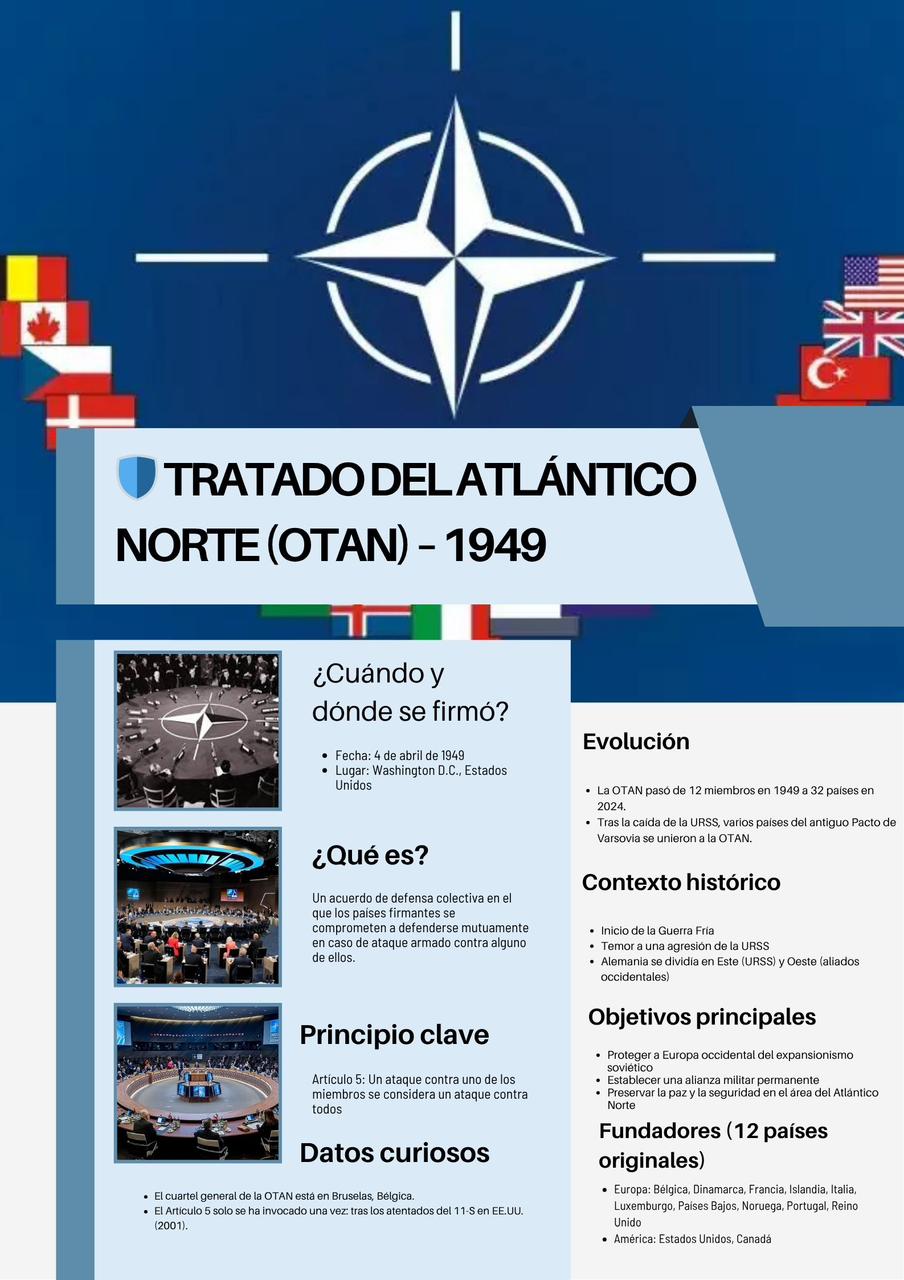 TRATADO DEL ATLÁNTICO
NORTE (OTAN) – 1949
¿Cuándo y
dónde se firmó?
• Fecha: 4 de abril de 1949
• Lugar: Washington D.C., Estados
Unidos
¿Qué es?
Un acuerdo de defensa colectiva en el
que los países firmantes se
comprometen a defenderse mutuamente
en caso de ataque armado contra alguno
de ellos.
Principio clave
Artículo 5: Un ataque contra uno de los
miembros se considera un ataque contra
todos
Datos curiosos
• El cuartel general de la OTAN está en Bruselas, Bélgica.
• El Artículo 5 solo se ha invocado una vez: tras los atentados del 11-S en EE.UU.
(2001).
Evolución
• La OTAN pasó de 12 miembros en 1949 a 32 países en
2024.
• Tras la caída de la URSS, varios países del antiguo Pacto de
Varsovia se unieron a la OTAN.
Contexto histórico
• Inicio de la Guerra Fría
• Temor a una agresión de la URSS
• Alemania se dividía en Este (URSS) y Oeste (aliados
occidentales)
Objetivos principales
• Proteger a Europa occidental del expansionismo
soviético
• Establecer una alianza militar permanente
• Preservar la paz y la seguridad en el área del Atlántico
Norte
Fundadores (12 países
originales)
• Europa: Bélgica, Dinamarca, Francia, Islandia, Italia,
Luxemburgo, Países Bajos, Noruega, Portugal, Reino
Unido
• América: Estados Unidos, Canadá